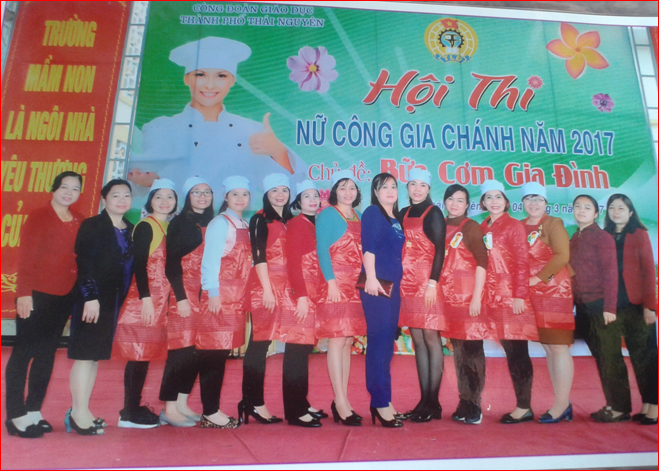 TRƯỜNG
MẦM NON
LÀ NGÔI NHÀ
YÊU THƯƠNG
CỦA
CÔNG ĐOÀN GIÁO DỤC
THÀNH PHỐ THÁI NGUYÊN
Hội Thi
NỮ CÔNG GIA CHÁNH NĂM 2017
Chủ đề: Bữa Cơm Gia Đình